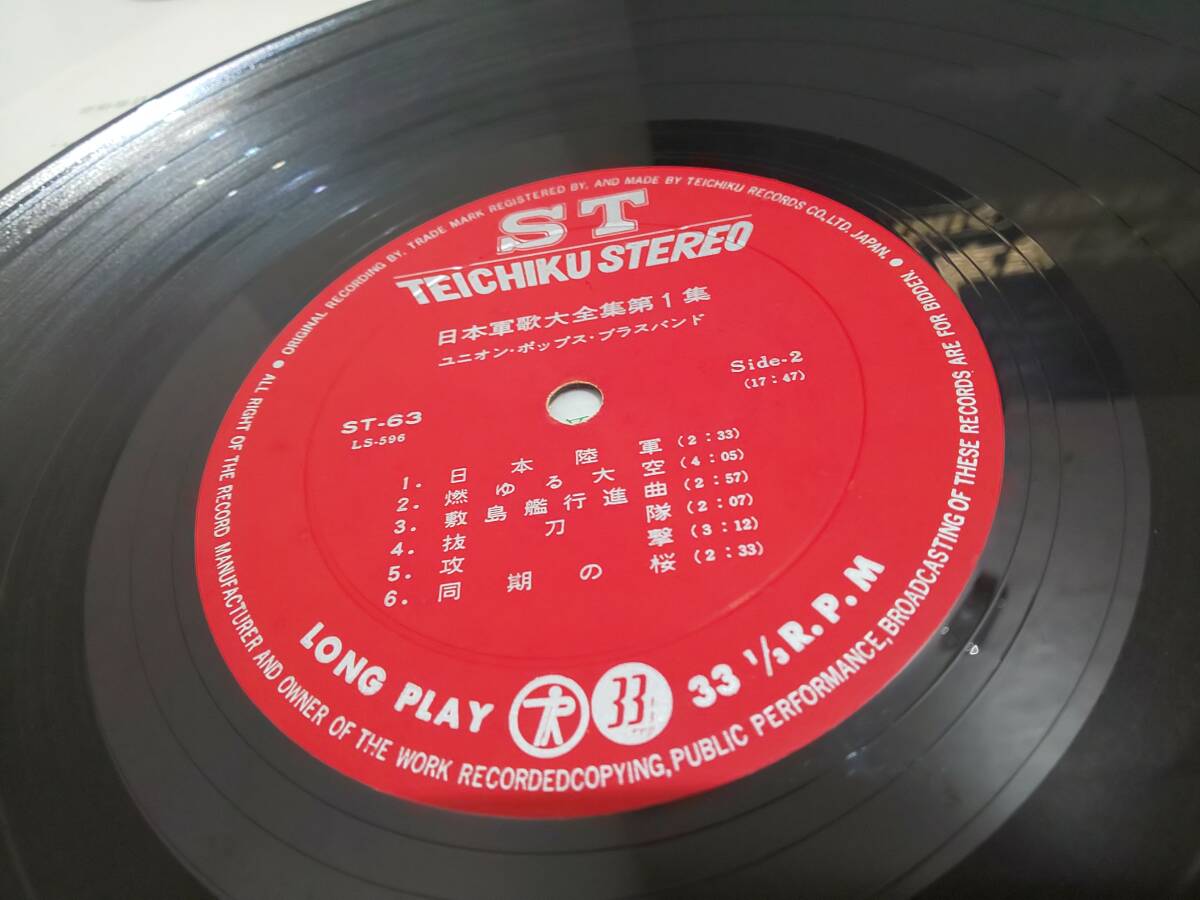 ORIGINAL RECORDING BY, TRADE MARK REGISTERED BY, AND MADE BY TEICHIKU RECORDS CO., LTD. JAPAN.
ST
TEICHIKU STEREO
日本軍歌大全集第1集
ユニオン・ポップス・ブラスバンド
Side-2
(17:47)
ST-63
LS-596
1. 日本陸軍 (2:33)
2. 燃ゆる大空 (4:05)
3. 敷島艦行進曲 (2:57)
4. 抜刀隊 (2:07)
5. 攻撃 (3:12)
6. 同期の桜 (2:33)
LONG PLAY
33
33 1/3 R.P.M
ALL RIGHT OF THE RECORD MANUFACTURER AND OWNER OF THE WORK RECORDEDCOPYING, PUBLIC PERFORMANCE, BROADCASTING OF THESE RECORDS ARE FOR BIDDEN.